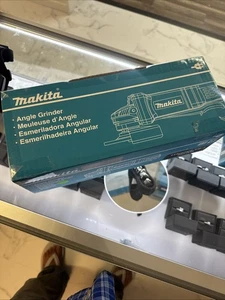 makita
• Angle Grinder
• Meuleuse d'Angle
• Esmeriladora Angular
• Esmerilhadeira Angular
makita